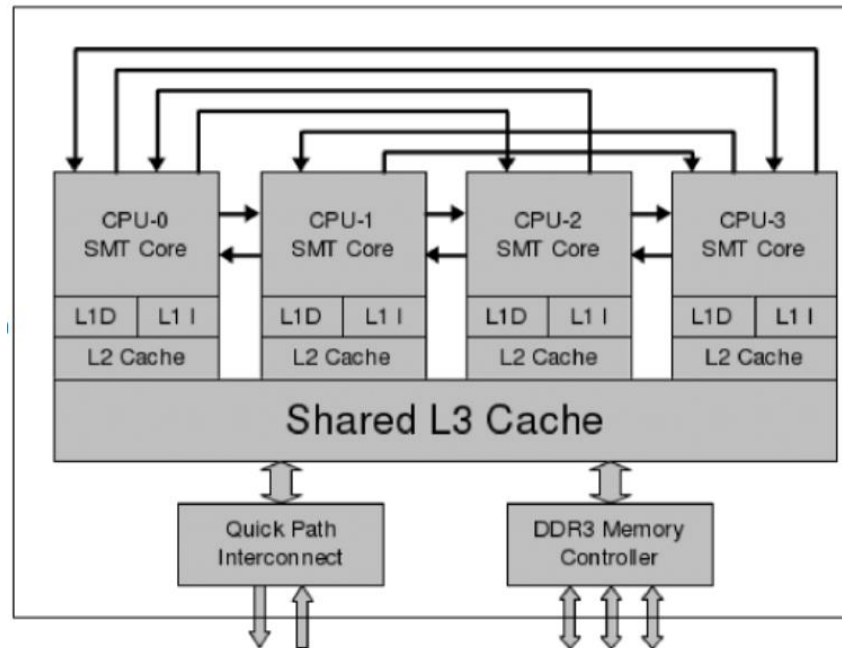 CPU-0
SMT Core
CPU-1
SMT Core
CPU-2
SMT Core
CPU-3
SMT Core
L1D L1 I
L1D L1 I
L1D L1 I
L1D L1 I
L2 Cache
L2 Cache
L2 Cache
L2 Cache
Shared L3 Cache
Quick Path
Interconnect
DDR3 Memory
Controller